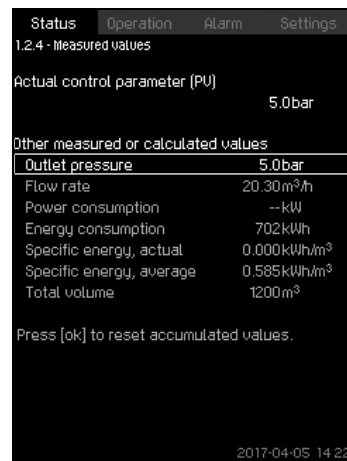 Status Operation Alarm Settings
1.2.4 - Measured values
Actual control parameter (PV)
5.0bar
Other measured or calculated values
Outlet pressure 5.0bar
Flow rate 20.30m³/h
Power consumption --kW
Energy consumption 702kWh
Specific energy, actual 0.000kWh/m³
Specific energy, average 0.585kWh/m³
Total volume 1200m³
Press [ok] to reset accumulated values.
2017-04-05 14:22